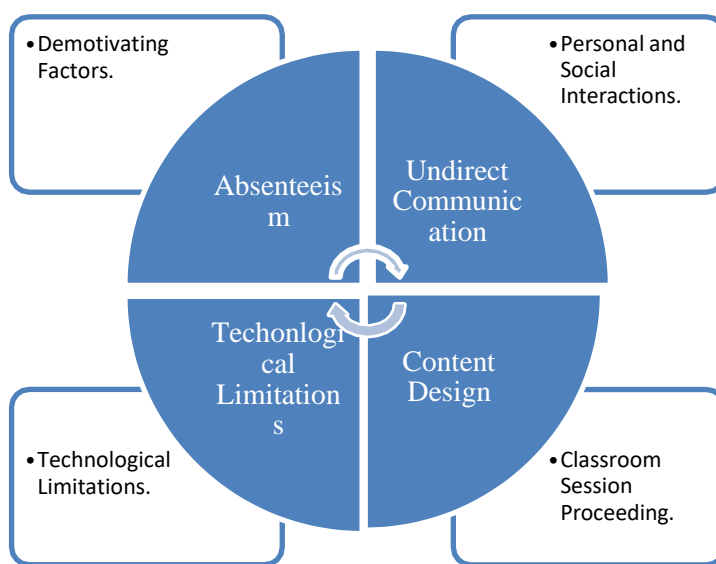 •Demotivating
Factors.
•Personal and
Social
Interactions.
Absenteeis
m
Undirect
Communic
ation
Techonlogi
cal
Limitation
s
Content
Design
•Technological
Limitations.
•Classroom
Session
Proceeding.